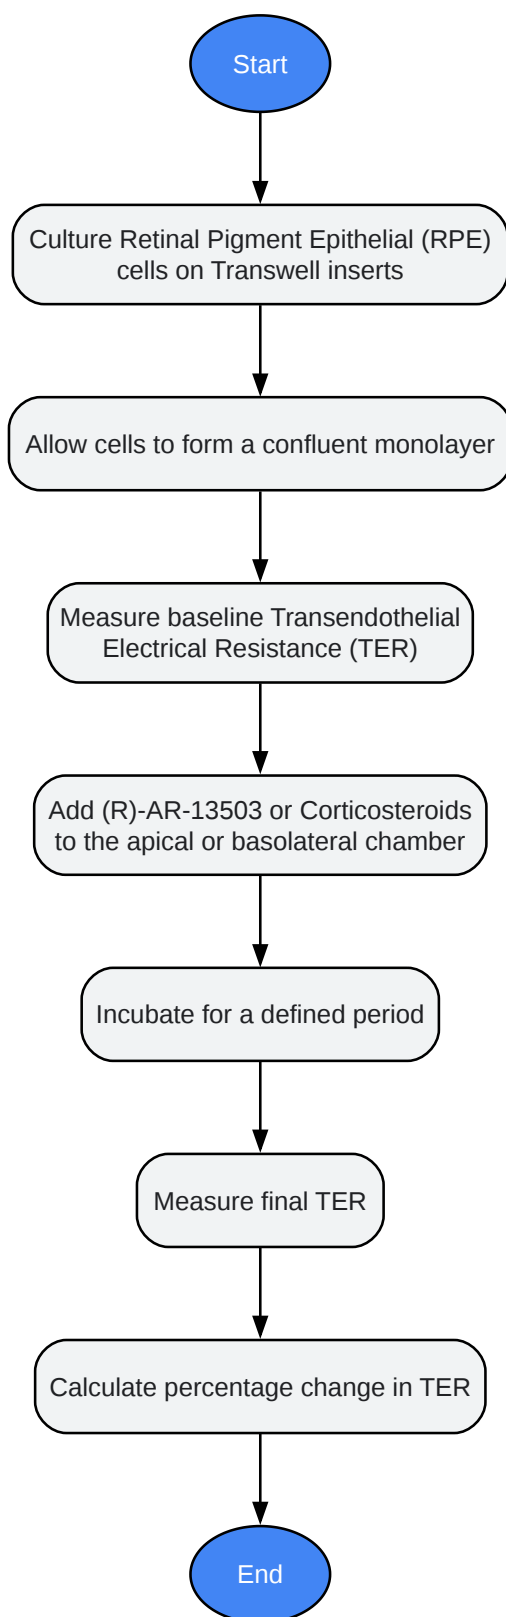 Start
Culture Retinal Pigment Epithelial (RPE)
cells on Transwell inserts
Allow cells to form a confluent monolayer
Measure baseline Transendothelial
Electrical Resistance (TER)
Add (R)-AR-13503 or Corticosteroids
to the apical or basolateral chamber
Incubate for a defined period
Measure final TER
Calculate percentage change in TER
End